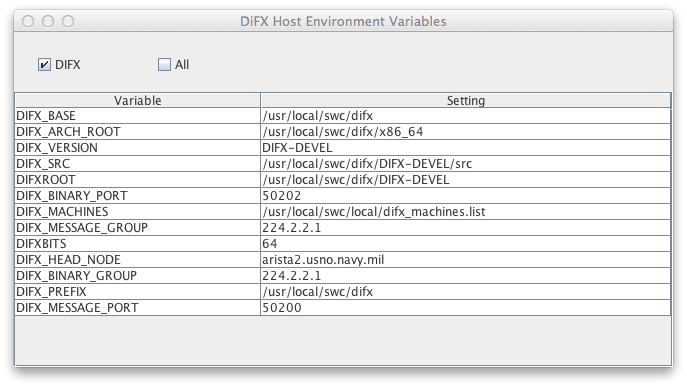 DiFX Host Environment Variables
DIFX All
Variable Setting
DIFX_BASE /usr/local/swc/difx
DIFX_ARCH_ROOT /usr/local/swc/difx/x86_64
DIFX_VERSION DIFX-DEVEL
DIFX_SRC /usr/local/swc/difx/DIFX-DEVEL/src
DIFXROOT /usr/local/swc/difx/DIFX-DEVEL
DIFX_BINARY_PORT 50202
DIFX_MACHINES /usr/local/swc/local/difx_machines.list
DIFX_MESSAGE_GROUP 224.2.2.1
DIFXBITS 64
DIFX_HEAD_NODE arista2.usno.navy.mil
DIFX_BINARY_GROUP 224.2.2.1
DIFX_PREFIX /usr/local/swc/difx
DIFX_MESSAGE_PORT 50200